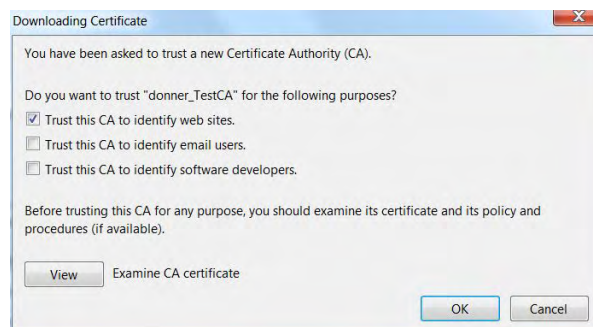 Downloading Certificate
You have been asked to trust a new Certificate Authority (CA).
Do you want to trust "donner_TestCA" for the following purposes?
Trust this CA to identify web sites.
Trust this CA to identify email users.
Trust this CA to identify software developers.
Before trusting this CA for any purpose, you should examine its certificate and its policy and
procedures (if available).
View Examine CA certificate
OK Cancel